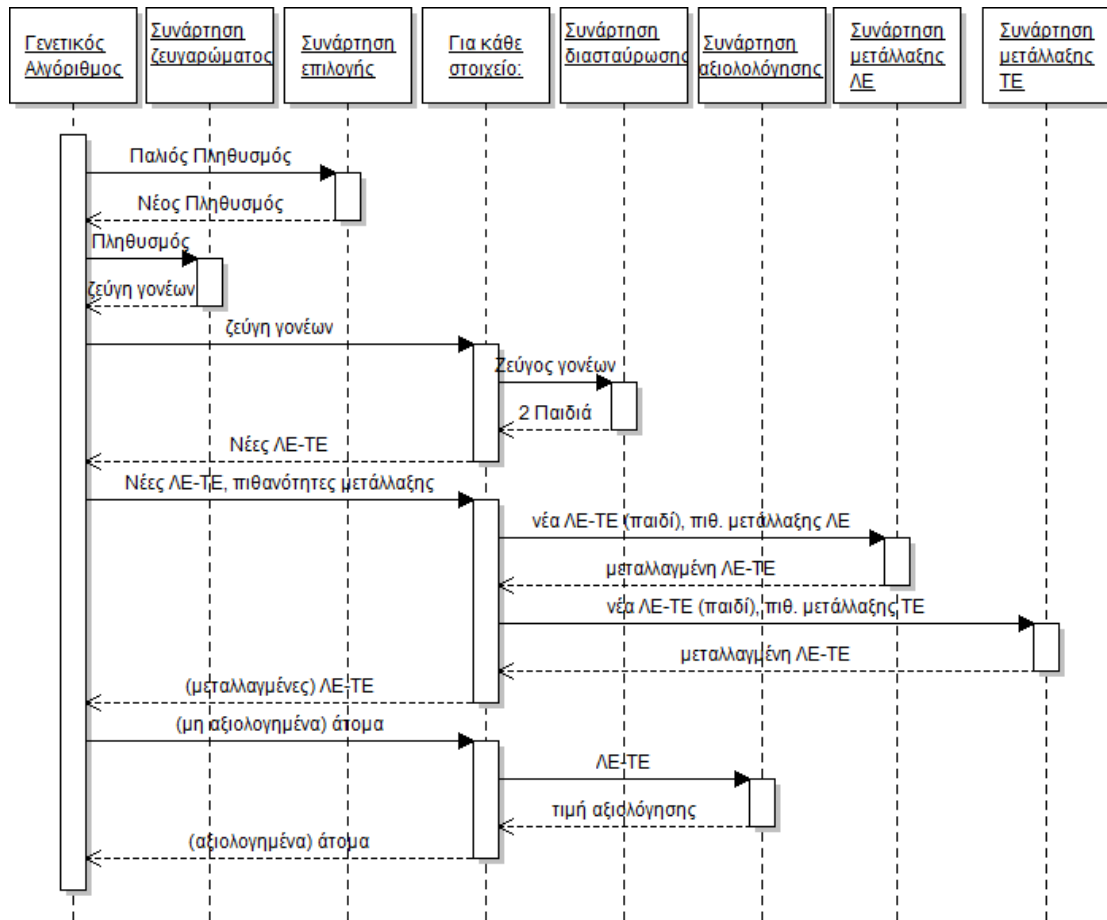 Γενετικός
Αλγόριθμος
Συνάρτηση
ζευγαρώματος
Συνάρτηση
επιλογής
Για κάθε
στοιχείο:
Συνάρτηση
διασταύρωσης
Συνάρτηση
αξιολολόγησης
Συνάρτηση
μετάλλαξης
ΛΕ
Συνάρτηση
μετάλλαξης
ΤΕ
Παλιός Πληθυσμός
Νέος Πληθυσμός
Πληθυσμός
ζεύγη γονέων
ζεύγη γονέων
Ζεύγος γονέων
2 Παιδιά
Νέες ΛΕ-ΤΕ
Νέες ΛΕ-ΤΕ, πιθανότητες μετάλλαξης
νέα ΛΕ-ΤΕ (παιδί), πιθ. μετάλλαξης ΛΕ
μεταλλαγμένη ΛΕ-ΤΕ
νέα ΛΕ-ΤΕ (παιδί), πιθ. μετάλλαξης ΤΕ
μεταλλαγμένη ΛΕ-ΤΕ
(μεταλλαγμένες) ΛΕ-ΤΕ
(μη αξιολογημένα) άτομα
ΛΕ-ΤΕ
τιμή αξιολόγησης
(αξιολογημένα) άτομα